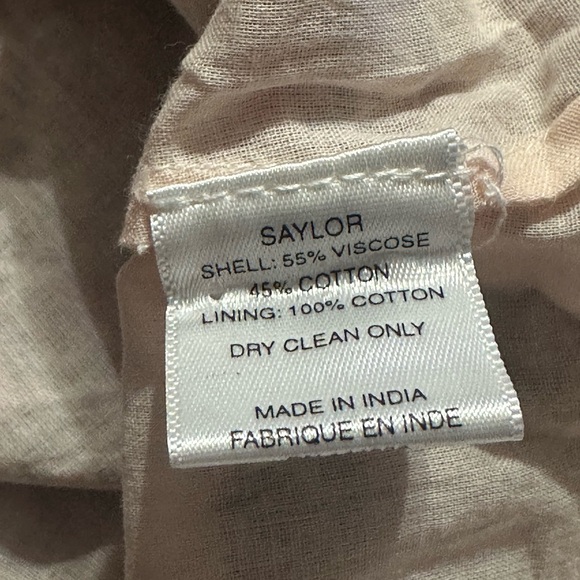 SAYLOR
SHELL: 55% VISCOSE
45% COTTON
LINING: 100% COTTON
DRY CLEAN ONLY
MADE IN INDIA
FABRIQUE EN INDE